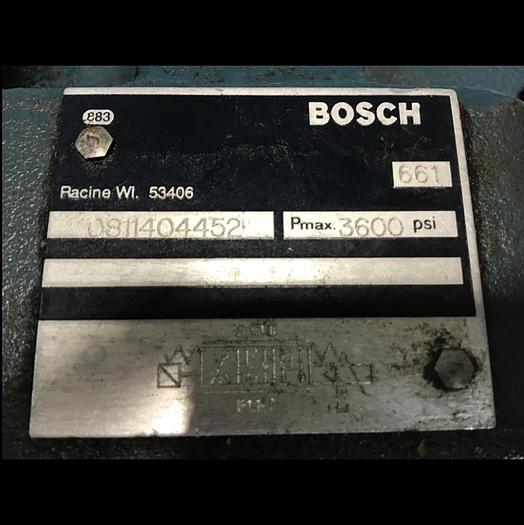 883
BOSCH
661
Racine WI. 53406
0811404452
Pmax. 3600 psi